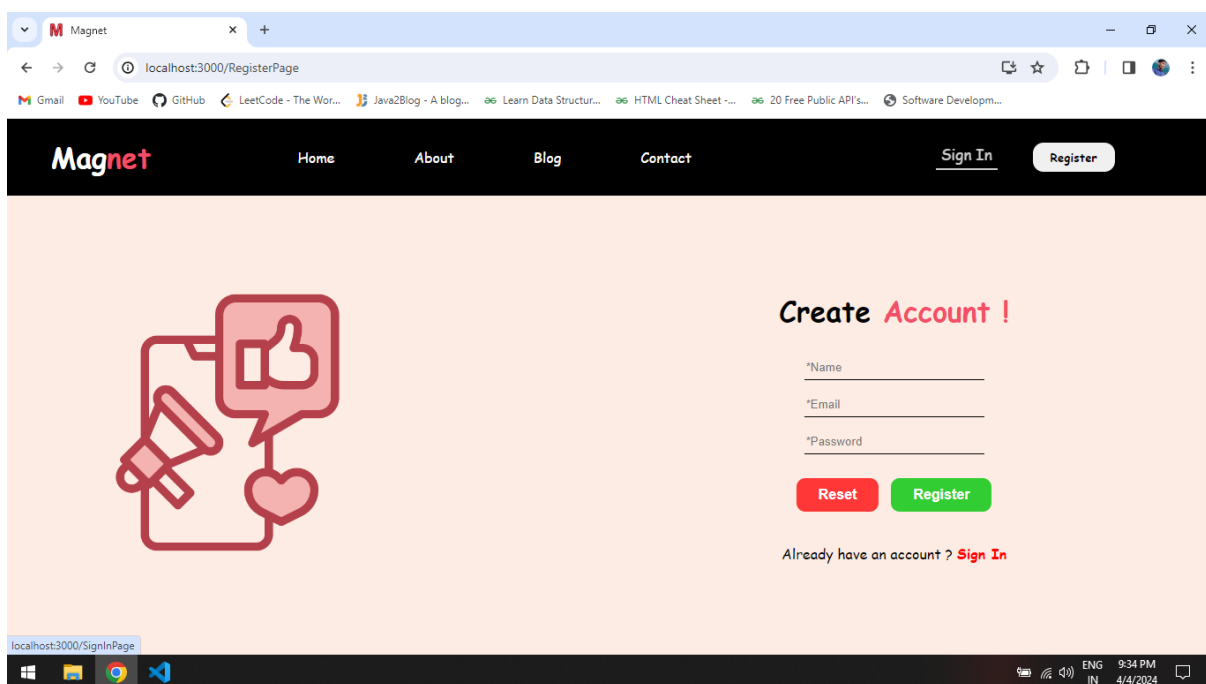 M Magnet
localhost:3000/RegisterPage
Gmail YouTube GitHub LeetCode - The Wor... Java2Blog - A blog... Learn Data Structur... HTML Cheat Sheet -... 20 Free Public API's... Software Developm...
Magnet Home About Blog Contact Sign In Register
Create Account !
*Name
*Email
*Password
Reset Register
Already have an account ? Sign In
localhost:3000/SignInPage
ENG 9:34 PM
IN 4/4/2024